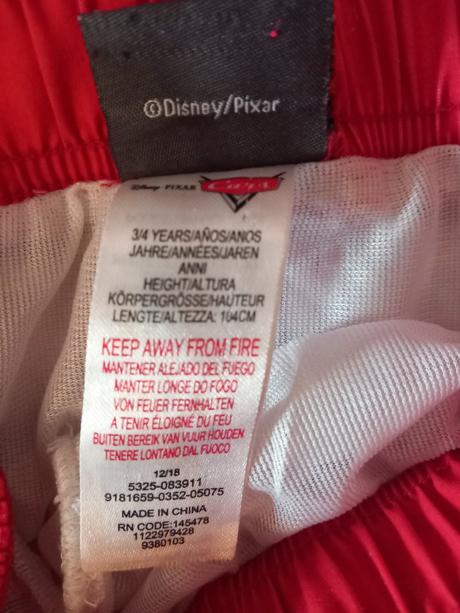 ©Disney/Pixar
©Disney PIXAR Cars
3/4 YEARS/AÑOS/ANOS
JAHRE/ANNÉES/JAREN
ANNI
HEIGHT/ALTURA
KÖRPERGRÖSSE/HAUTEUR
LENGTE/ALTEZZA: 104CM
KEEP AWAY FROM FIRE
MANTENER ALEJADO DEL FUEGO
MANTER LONGE DO FOGO
VON FEUER FERNHALTEN
A TENIR ÉLOIGNÉ DU FEU
BUITEN BEREIK VAN VUUR HOUDEN
TENERE LONTANO DAL FUOCO
12/18
5325-083911
9181659-0352-05075
MADE IN CHINA
RN CODE:145478
1122979428
9380103